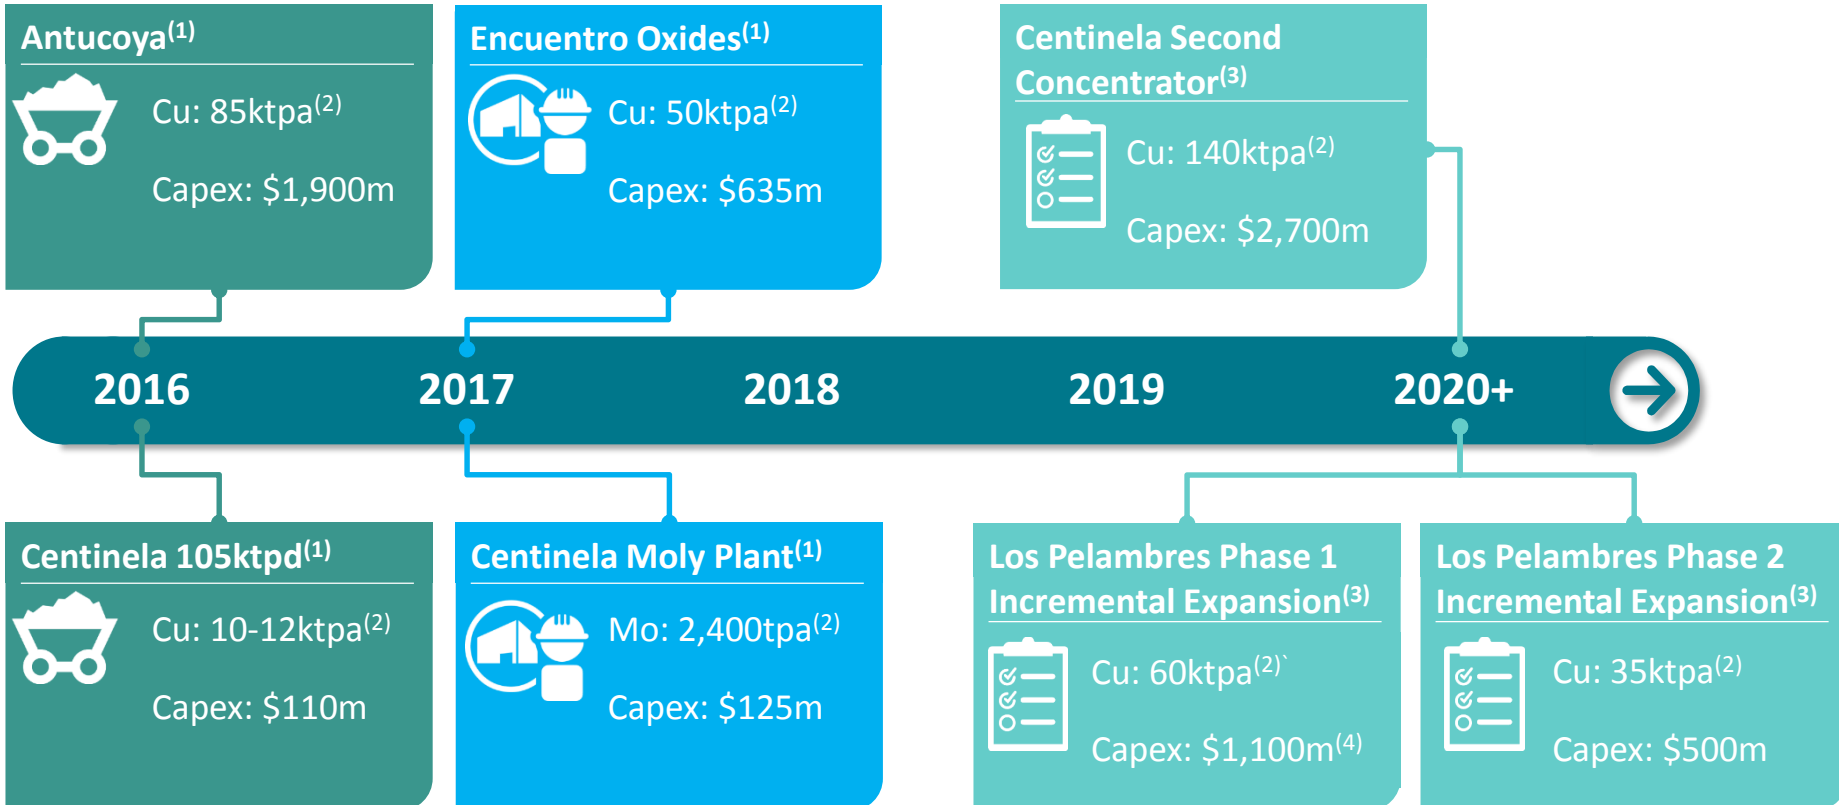 Antucoya(1)
Cu: 85ktpa(2)
Capex: $1,900m
Encuentro Oxides(1)
Cu: 50ktpa(2)
Capex: $635m
Centinela Second
Concentrator(3)
Cu: 140ktpa(2)
Capex: $2,700m
2016
2017
2018
2019
2020+
Centinela 105ktpd(1)
Cu: 10-12ktpa(2)
Capex: $110m
Centinela Moly Plant(1)
Mo: 2,400tpa(2)
Capex: $125m
Los Pelambres Phase 1
Incremental Expansion(3)
Cu: 60ktpa(2)`
Capex: $1,100m(4)
Los Pelambres Phase 2
Incremental Expansion(3)
Cu: 35ktpa(2)
Capex: $500m